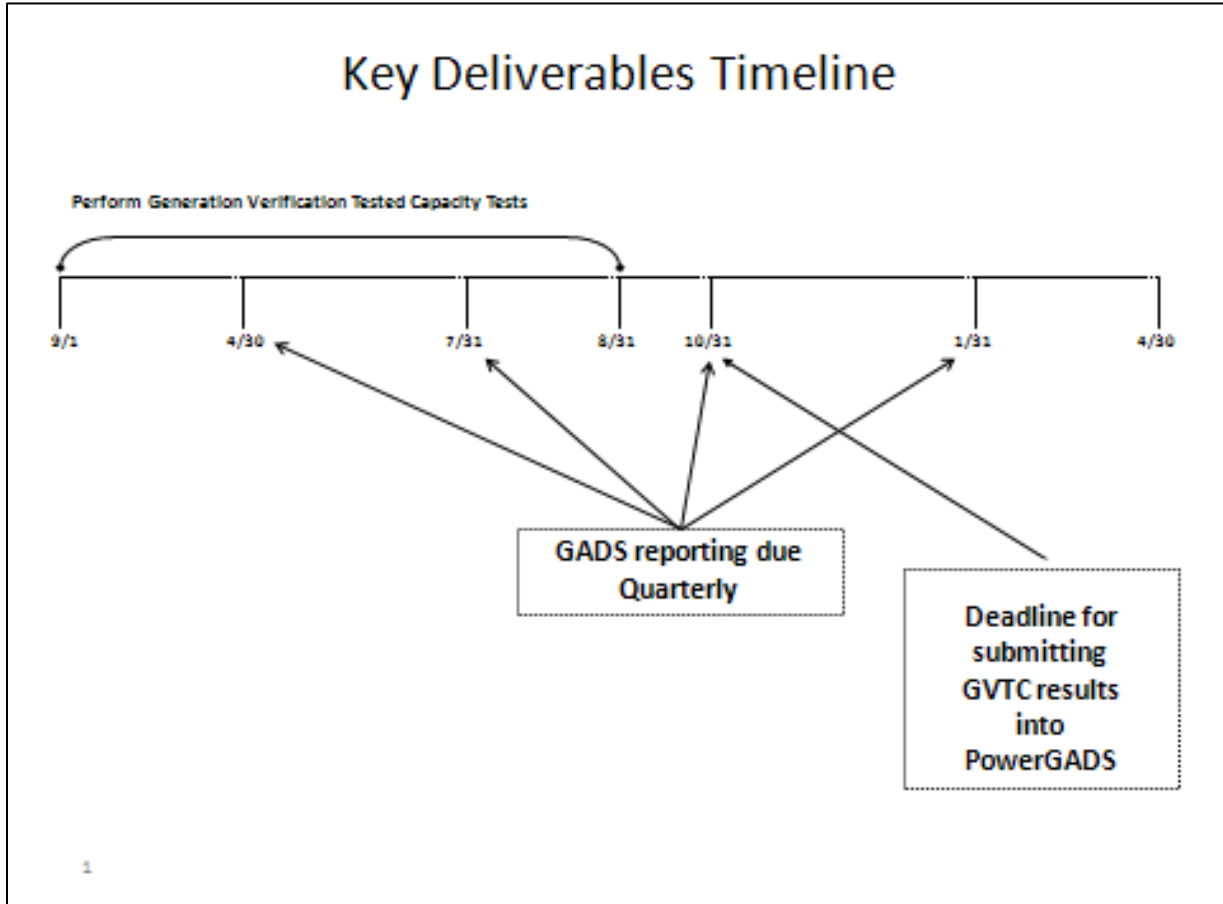 Key Deliverables Timeline
Perform Generation Verification Tested Capacity Tests
9/1
4/30
7/31
8/31
10/31
1/31
4/30
GADS reporting due
Quarterly
Deadline for
submitting
GVTC results
into
PowerGADS
1